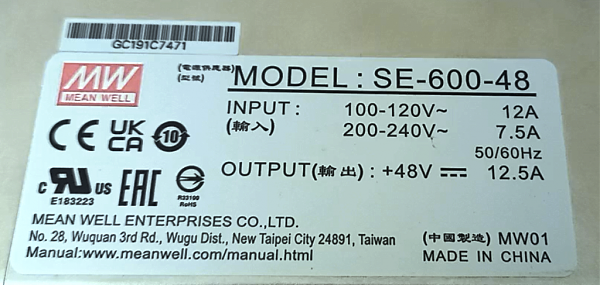 GC191C7471
MW
MEAN WELL
(電源供應器)
(型號)
MODEL : SE-600-48
INPUT : 100-120V~ 12A
(輸入) 200-240V~ 7.5A
50/60Hz
OUTPUT(輸出) : +48V 12.5A
CE UK CA 10
c RU us EAC
E183223
R33100
RoHS
MEAN WELL ENTERPRISES CO.,LTD.
No. 28, Wuquan 3rd Rd., Wugu Dist., New Taipei City 24891, Taiwan
Manual:www.meanwell.com/manual.html
(中國製造) MW01
MADE IN CHINA